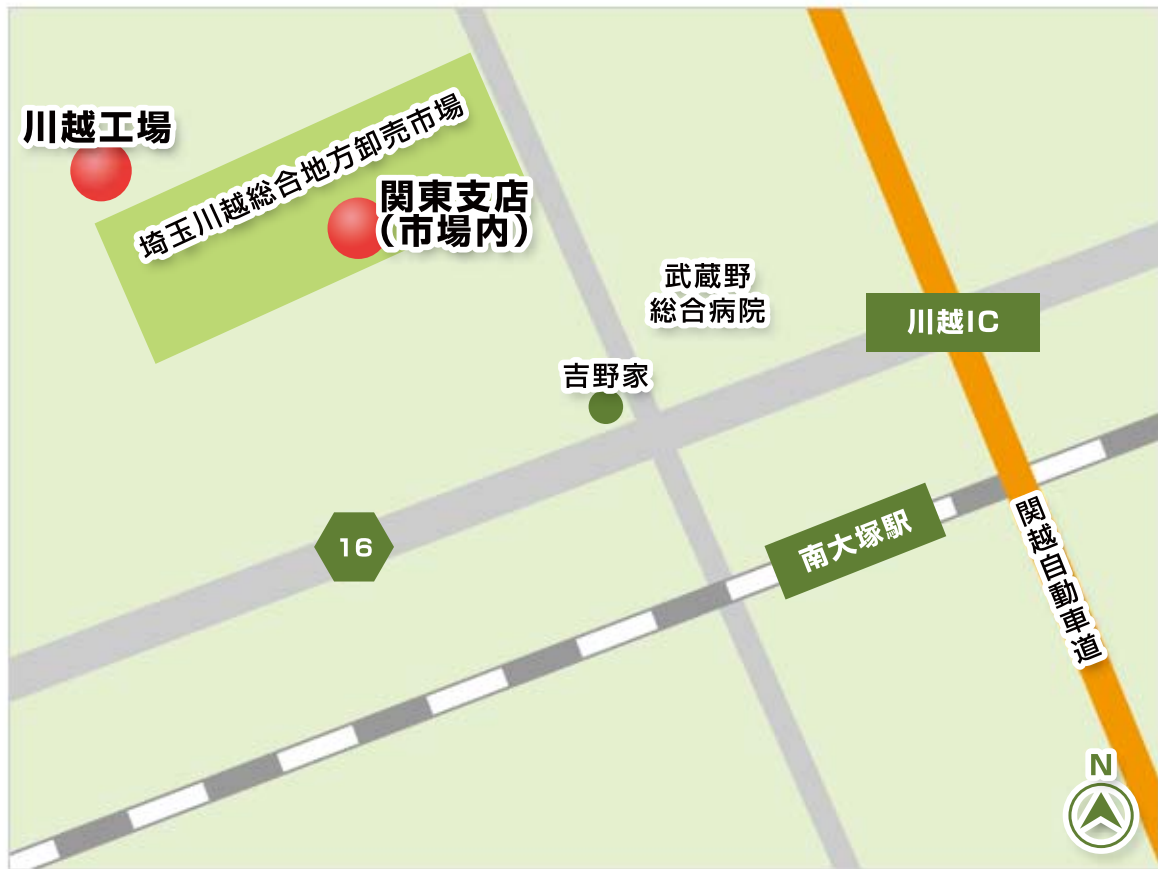 川越工場
埼玉川越総合地方卸売市場
関東支店
(市場内)
武蔵野
総合病院
川越IC
吉野家
16
南大塚駅
関越自動車道
N